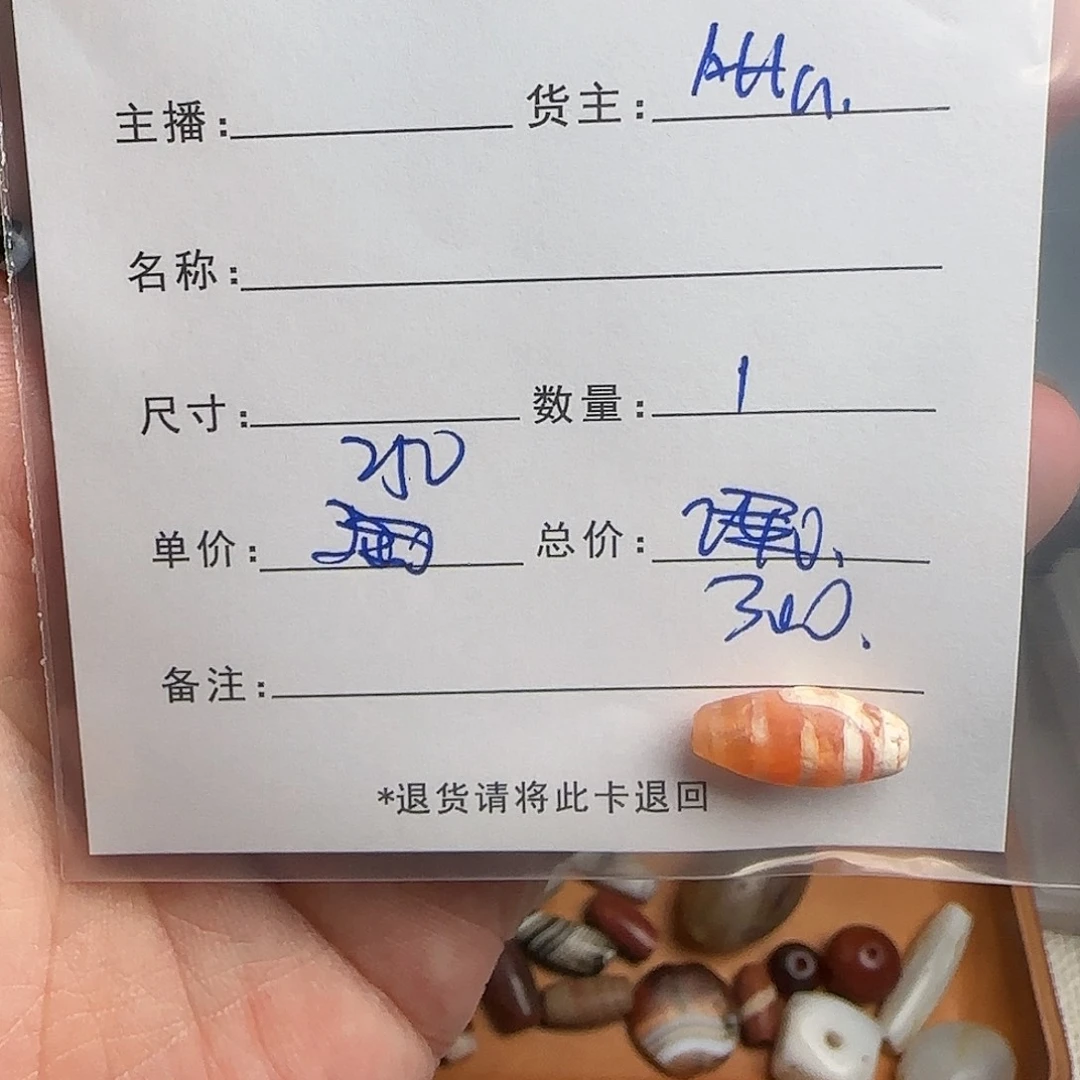 主播: 货主: Atta.
名称:
尺寸: 数量: 1
250
单价: 总价:
300.
备注:
*退货请将此卡退回